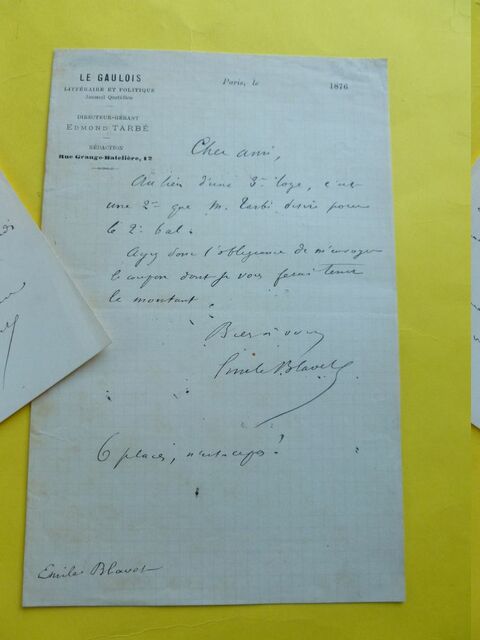 LE GAULOIS
LITTÉRAIRE ET POLITIQUE
Journal Quotidien
DIRECTEUR-GÉRANT
EDMOND TARBÉ
RÉDACTION
Rue Grange-Batelière, 12
Paris, le 1876
Cher ami,
Au lieu d'une 3e loge, c'est
une 2me que M. Tarbé désire pour
le 2e bal.
Ayez donc l'obligeance de m'envoyer
le coupon dont je vous ferai tenir
le montant
Bien à vous
Emile Blavet
6 places, n'est-ce pas?
Emile Blavet